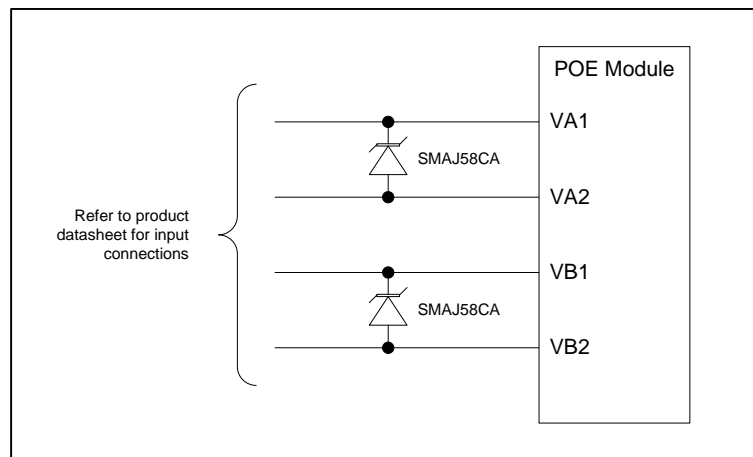 POE Module
VA1
SMAJ58CA
VA2
Refer to product
datasheet for input
connections
VB1
SMAJ58CA
VB2